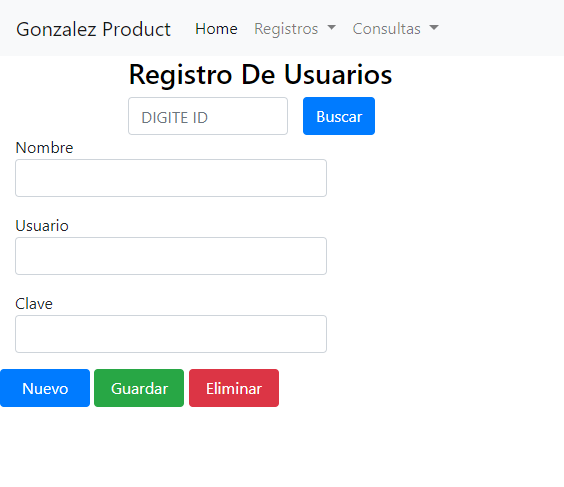 Gonzalez Product Home Registros Consultas
Registro De Usuarios
DIGITE ID Buscar
Nombre
Usuario
Clave
Nuevo Guardar Eliminar